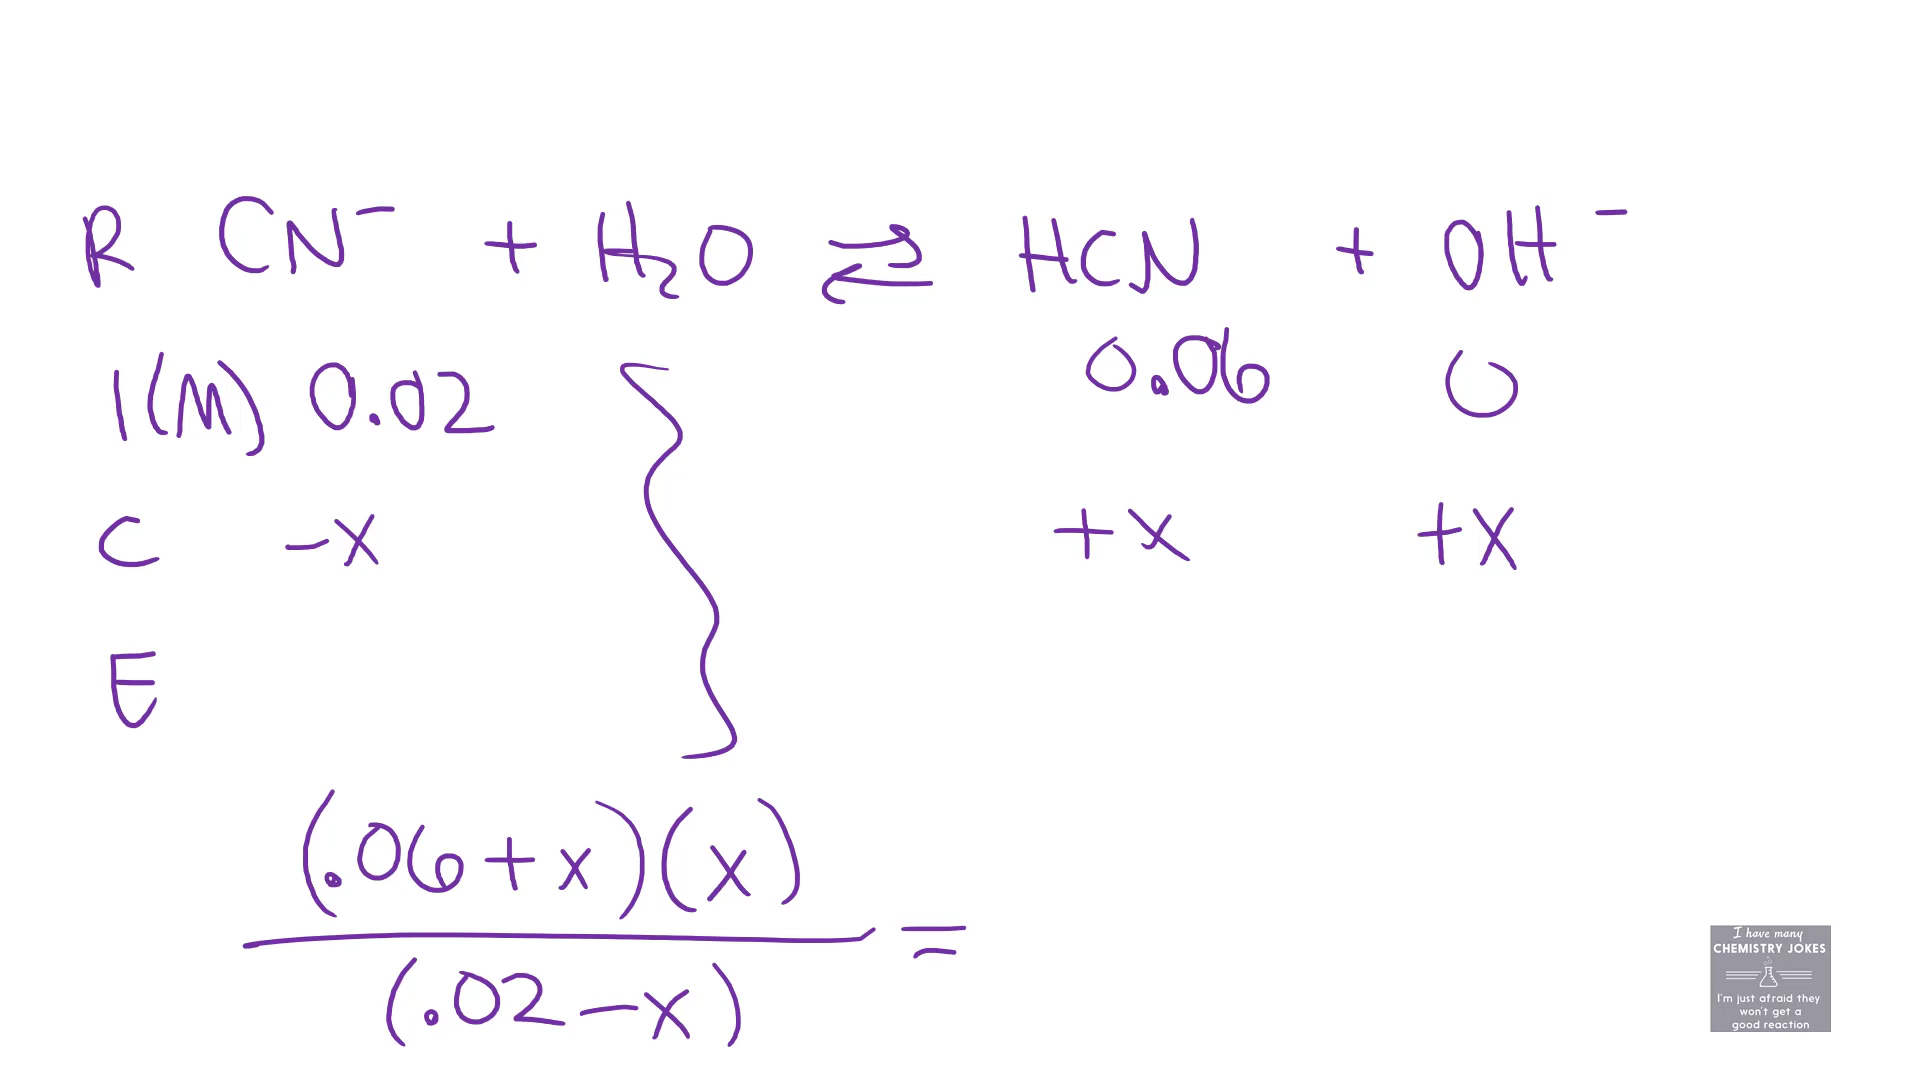 R CN⁻ + H₂O ⇌ HCN + OH⁻
I(M) 0.02 0.06 0
C -x +x +x
E
(.06+x)(x)
=
(.02-x)
I have many
CHEMISTRY JOKES
I'm just afraid they
won't get a
good reaction